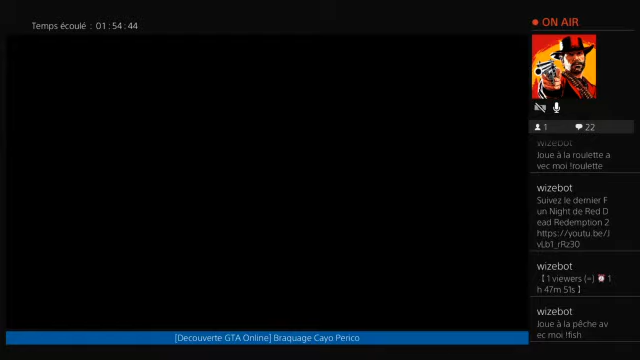 Temps écoulé : 01:54:44
ON AIR
1 22
wizebot
Joue à la roulette a
vec moi !roulette
wizebot
Suivez le dernier F
un Night de Red D
ead Redemption 2
https://youtu.be/J
vLb1_rRz30
wizebot
【 1 viewers (=) ⏰ 1
h 47m 51s 】
wizebot
Joue à la pêche av
ec moi !fish
[Decouverte GTA Online] Braquage Cayo Perico